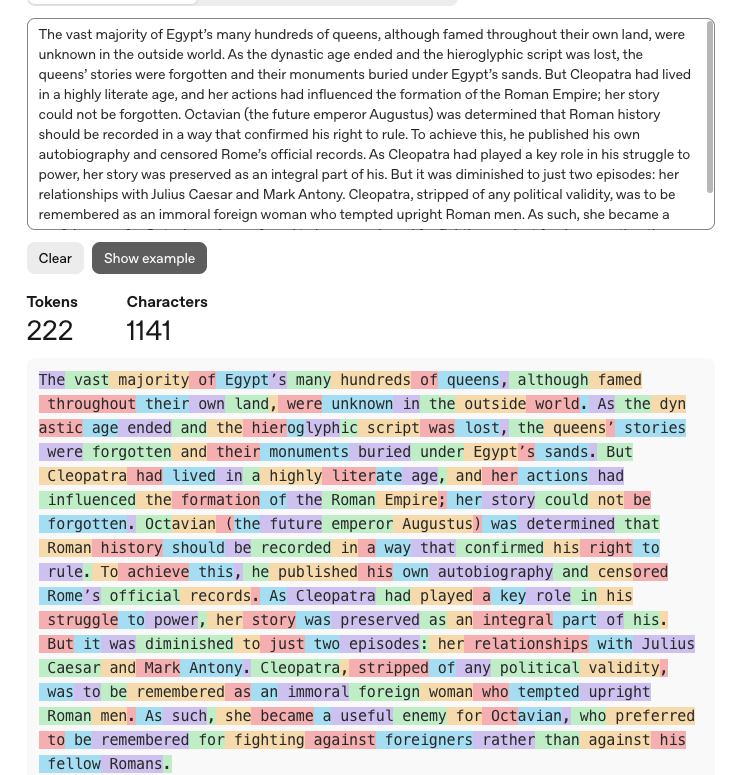 The vast majority of Egypt’s many hundreds of queens, although famed throughout their own land, were
unknown in the outside world. As the dynastic age ended and the hieroglyphic script was lost, the
queens’ stories were forgotten and their monuments buried under Egypt’s sands. But Cleopatra had lived
in a highly literate age, and her actions had influenced the formation of the Roman Empire; her story
could not be forgotten. Octavian (the future emperor Augustus) was determined that Roman history
should be recorded in a way that confirmed his right to rule. To achieve this, he published his own
autobiography and censored Rome’s official records. As Cleopatra had played a key role in his struggle to
power, her story was preserved as an integral part of his. But it was diminished to just two episodes: her
relationships with Julius Caesar and Mark Antony. Cleopatra, stripped of any political validity, was to be
remembered as an immoral foreign woman who tempted upright Roman men. As such, she became a
Clear
Show example
Tokens
Characters
222
1141
The vast majority of Egypt’s many hundreds of queens, although famed
throughout their own land, were unknown in the outside world. As the dyn
astic age ended and the hieroglyphic script was lost, the queens’ stories
were forgotten and their monuments buried under Egypt’s sands. But
Cleopatra had lived in a highly literate age, and her actions had
influenced the formation of the Roman Empire; her story could not be
forgotten. Octavian (the future emperor Augustus) was determined that
Roman history should be recorded in a way that confirmed his right to
rule. To achieve this, he published his own autobiography and censored
Rome’s official records. As Cleopatra had played a key role in his
struggle to power, her story was preserved as an integral part of his.
But it was diminished to just two episodes: her relationships with Julius
Caesar and Mark Antony. Cleopatra, stripped of any political validity,
was to be remembered as an immoral foreign woman who tempted upright
Roman men. As such, she became a useful enemy for Octavian, who preferred
to be remembered for fighting against foreigners rather than against his
fellow Romans.